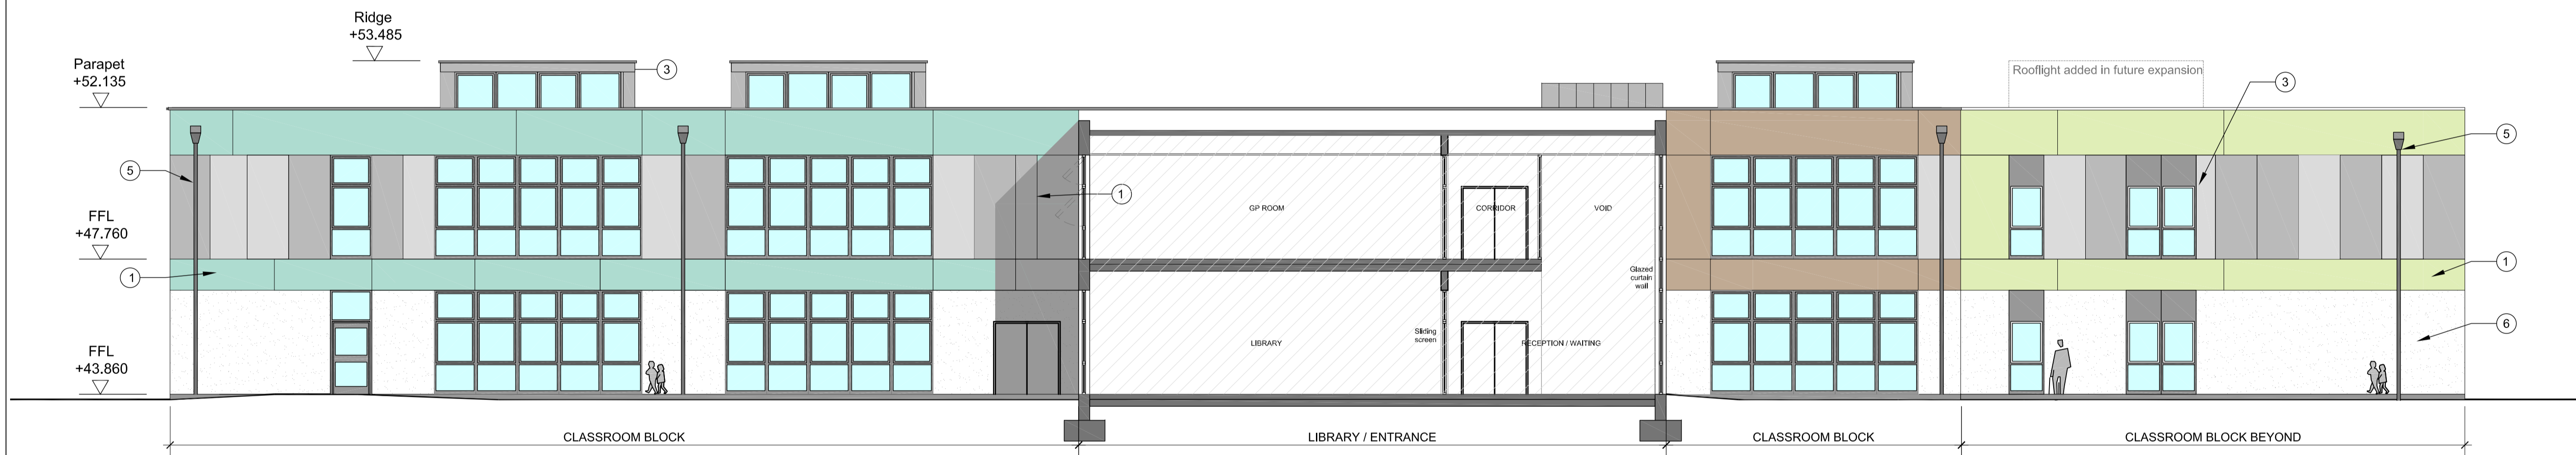 Ridge
+53.485
Parapet
+52.135
3
Rooflight added in future expansion
3
5
5
1
GP ROOM
CORRIDOR
VOID
FFL
+47.760
1
Glazed
curtain
wall
1
Sliding
screen
LIBRARY
RECEPTION / WAITING
6
FFL
+43.860
CLASSROOM BLOCK
LIBRARY / ENTRANCE
CLASSROOM BLOCK
CLASSROOM BLOCK BEYOND